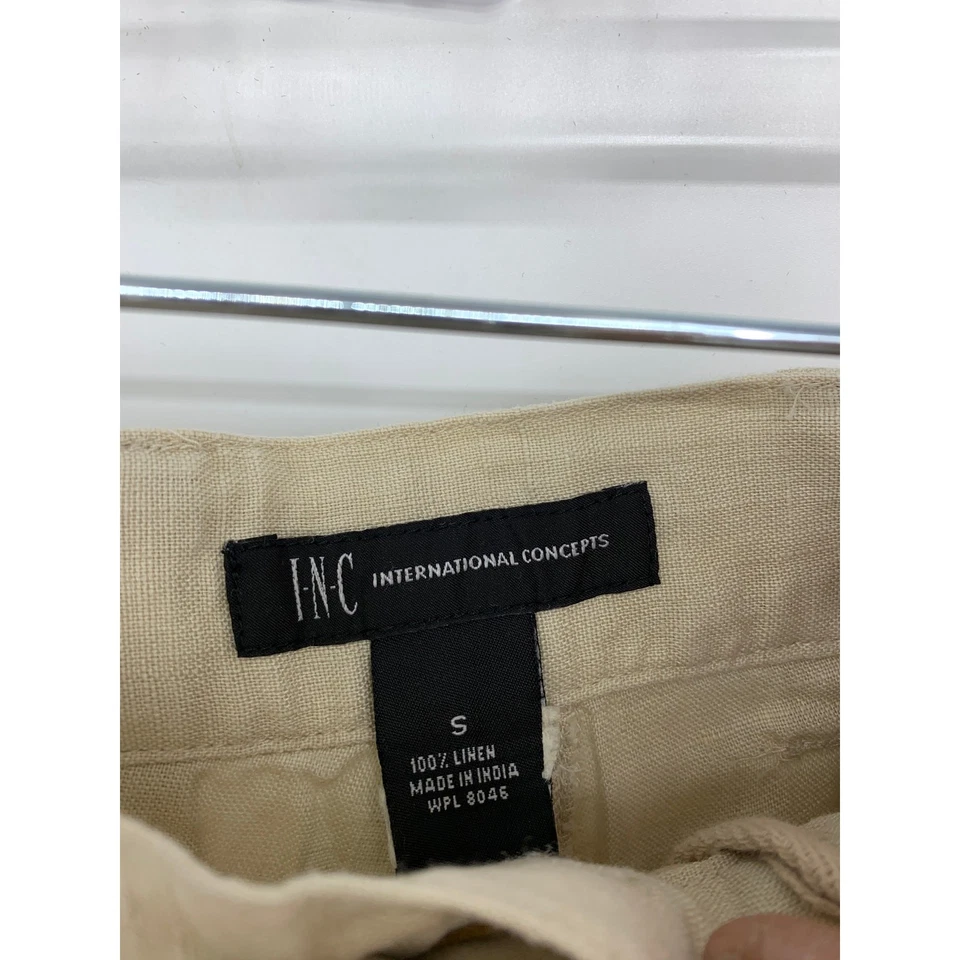 I·N·C INTERNATIONAL CONCEPTS
S
100% LINEN
MADE IN INDIA
WPL 8046